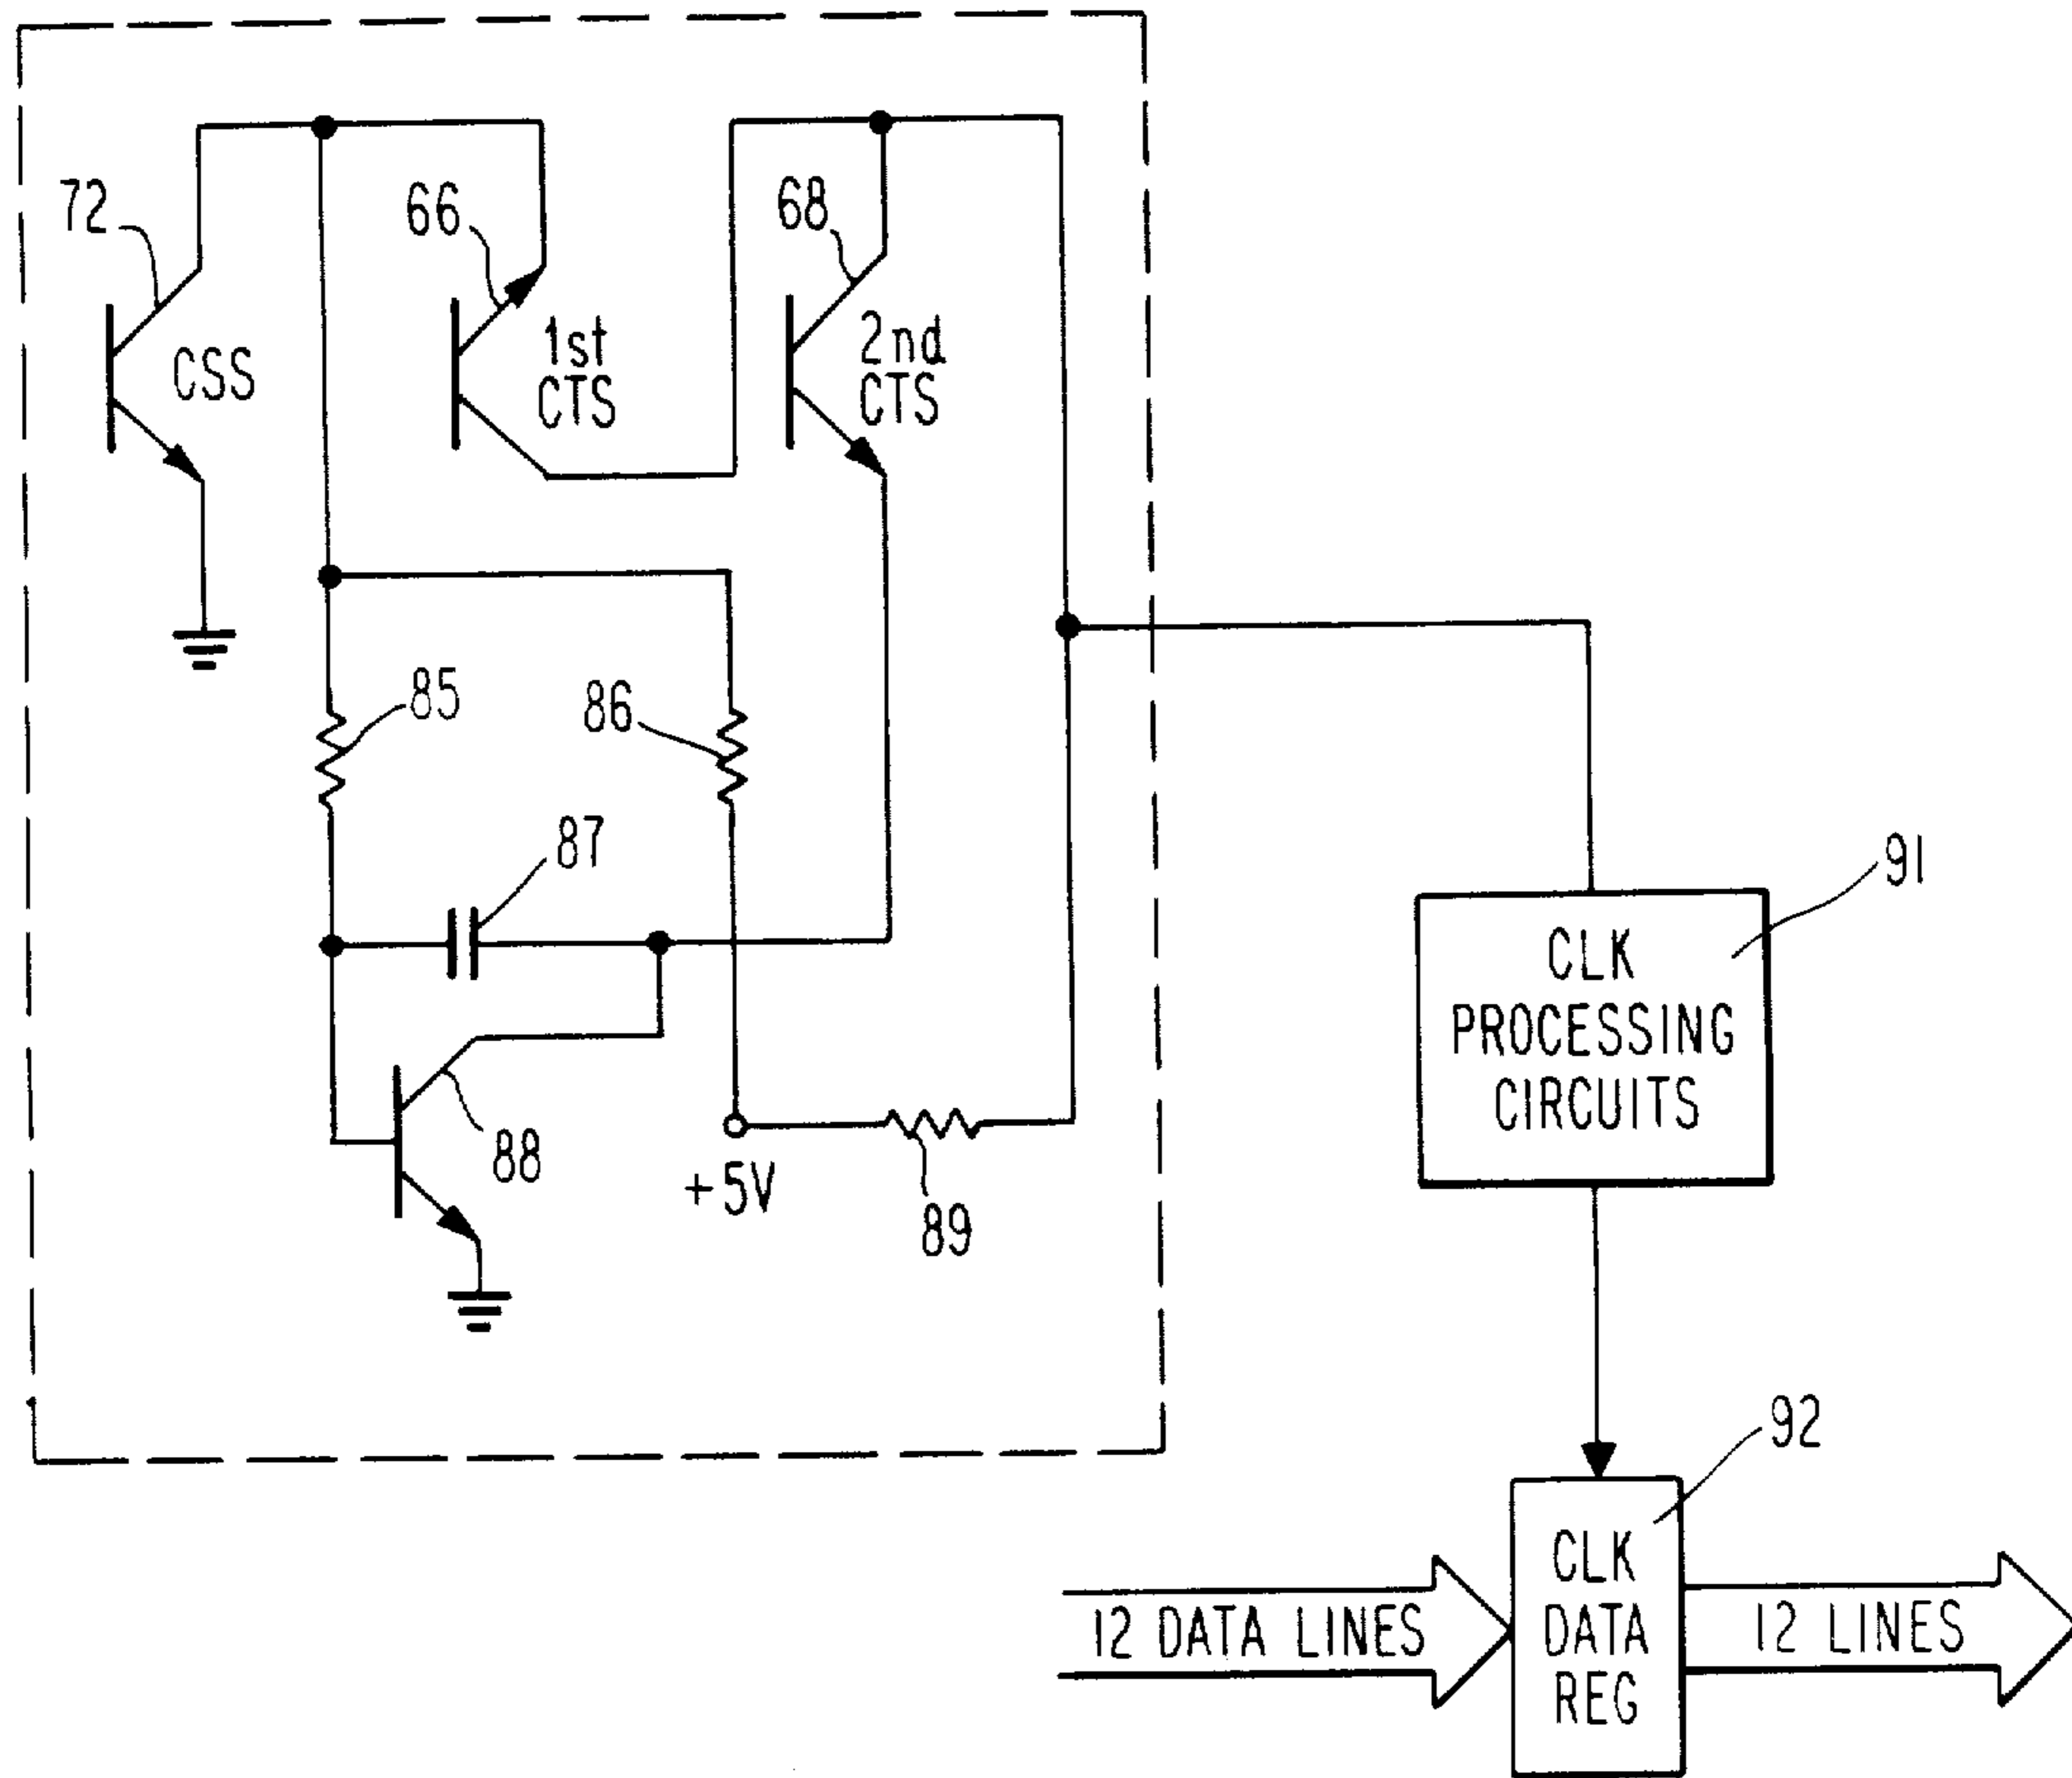 72
66
68
CSS
1st
CTS
2nd
CTS
85
86
87
88
+5V
89
91
CLK
PROCESSING
CIRCUITS
92
12 DATA LINES
CLK
DATA
REG
12 LINES